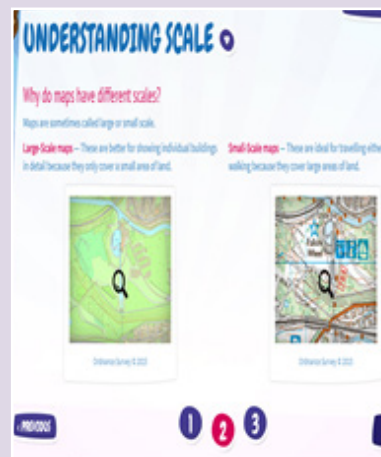 UNDERSTANDING SCALE
Why do maps have different scales?
Maps are sometimes called large or small scale.
Large-Scale maps – These are better for showing individual buildings
in detail because they only cover a small area of land.
Small-Scale maps – These are ideal for travelling eithe
walking because they cover large areas of land.
Falkirk
Wheel
Ordnance Survey © 2023
PREVIOUS
1
2
3